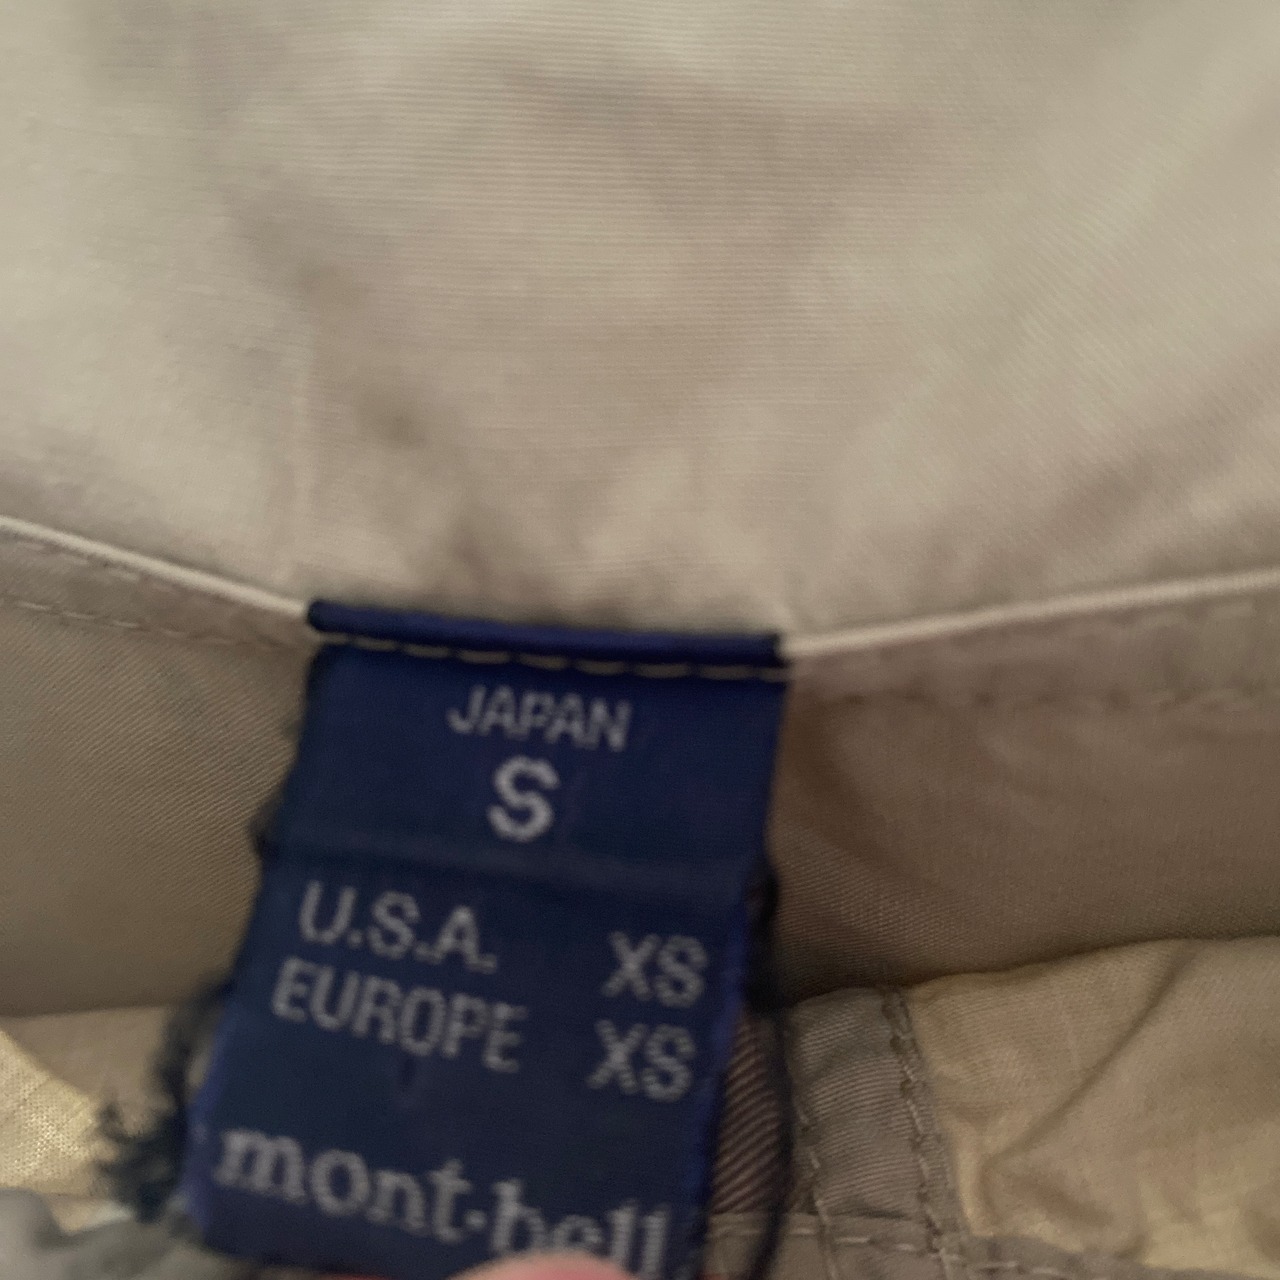 JAPAN
S
U.S.A. XS
EUROPE XS
mont-bell